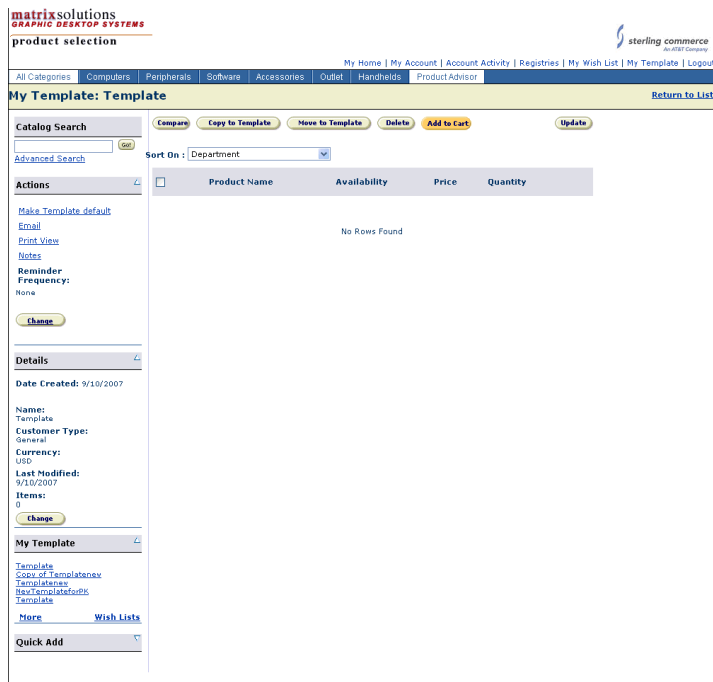 matrixsolutions
GRAPHIC DESKTOP SYSTEMS
product selection
sterling commerce
An AT&T Company
My Home | My Account | Account Activity | Registries | My Wish List | My Template | Logout
All Categories Computers Peripherals Software Accessories Outlet Handhelds Product Advisor
My Template: Template
Return to List
Catalog Search
Go!
Advanced Search
Compare Copy to Template Move to Template Delete Add to Cart Update
Sort On : Department
Product Name Availability Price Quantity
No Rows Found
Actions
Make Template default
Email
Print View
Notes
Reminder
Frequency:
None
Change
Details
Date Created: 9/10/2007
Name:
Template
Customer Type:
General
Currency:
USD
Last Modified:
9/10/2007
Items:
0
Change
My Template
Template
Copy of Templatenew
Templatenew
NewTemplateforPK
Template
More Wish Lists
Quick Add